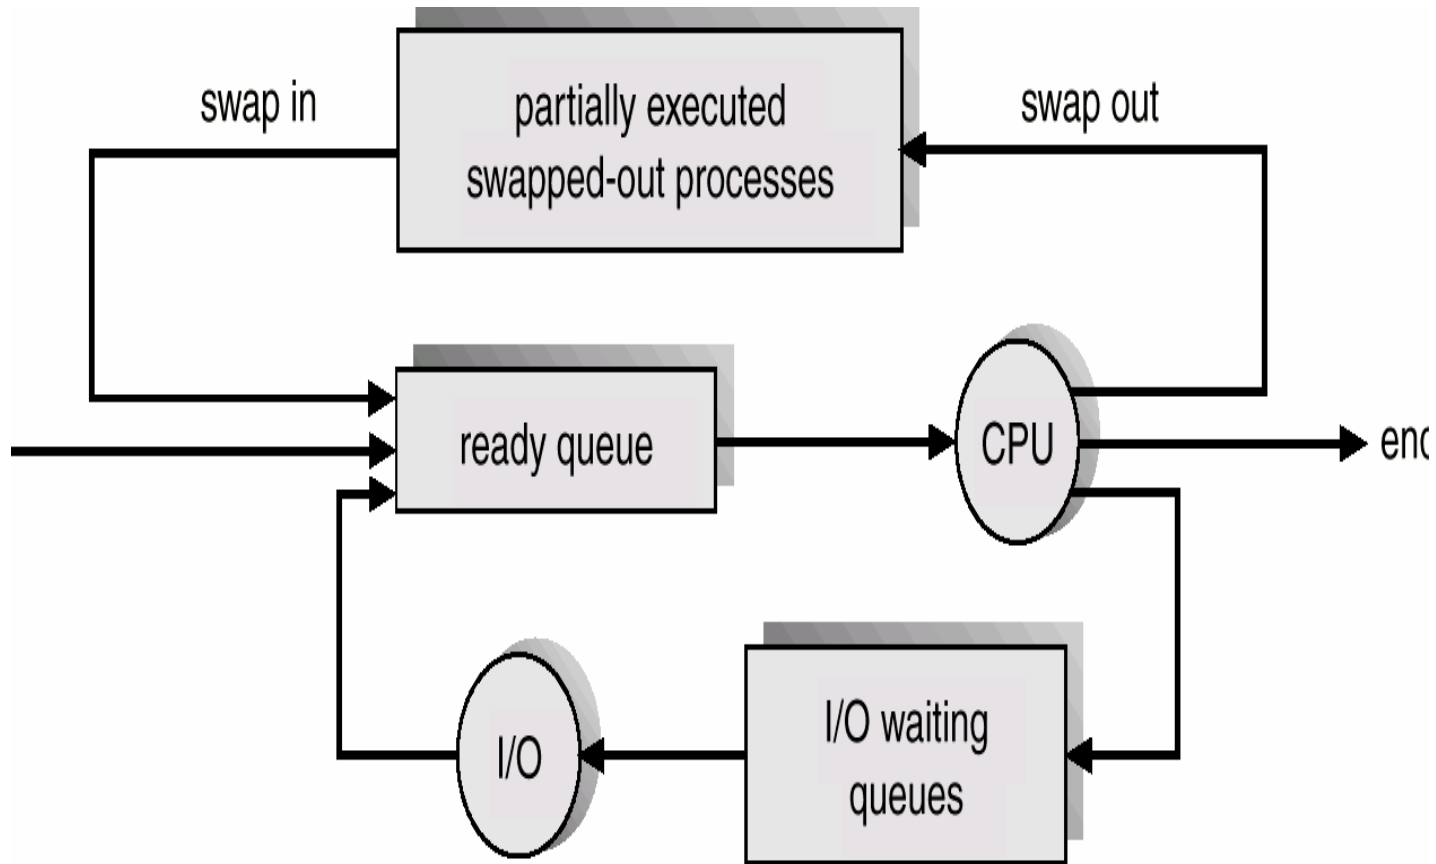 swap in
partially executed
swapped-out processes
swap out
ready queue
CPU
I/O
I/O waiting
queues